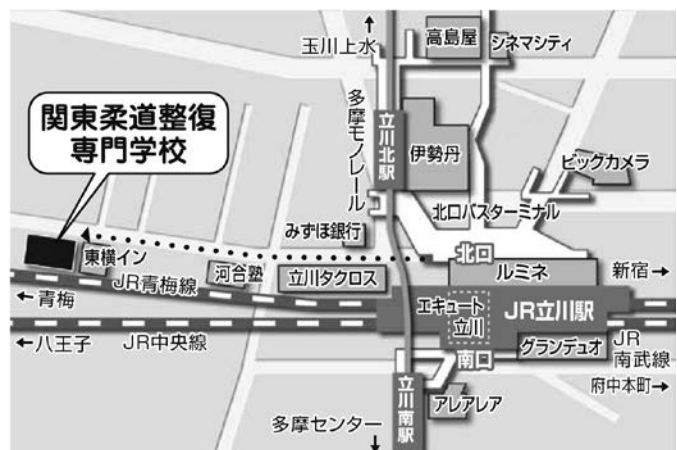 玉川上水
高島屋
シネマシティ
関東柔道整復
専門学校
多摩モノレール
立川北駅
伊勢丹
ビックカメラ
北口バスターミナル
みずほ銀行
北口
東横イン
河合塾
立川タクロス
ルミネ
新宿→
←青梅
JR青梅線
エキュート
立川
JR立川駅
←八王子
JR中央線
グランデュオ
JR
南武線
南口
府中本町→
立川南駅
アレアレア
多摩センター